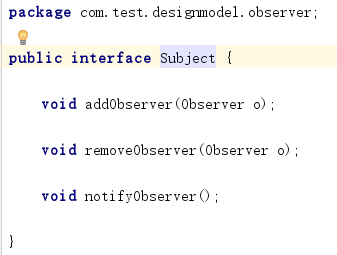 package com.test.designmodel.observer;
public interface Subject {
void addObserver(Observer o);
void removeObserver(Observer o);
void notifyObserver();
}